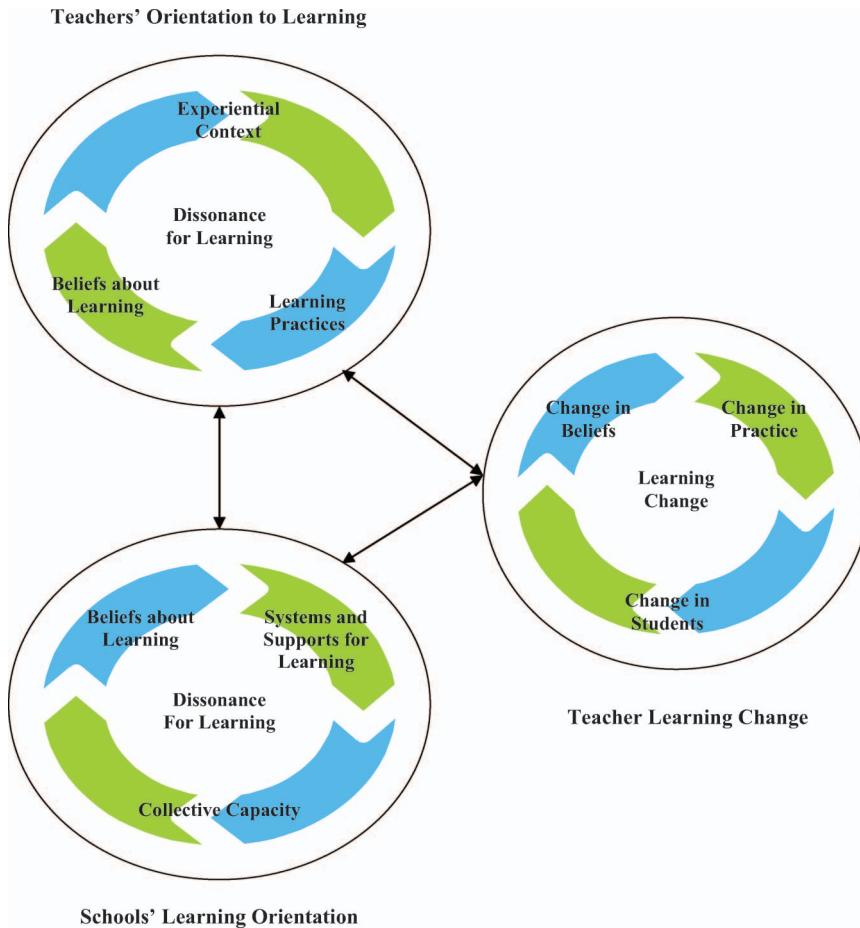 Teachers’ Orientation to Learning
Experiential
Context
Dissonance
for Learning
Beliefs about
Learning
Learning
Practices
Change in
Beliefs
Change in
Practice
Learning
Change
Change in
Students
Teacher Learning Change
Beliefs about
Learning
Systems and
Supports for
Learning
Dissonance
For Learning
Collective Capacity
Schools’ Learning Orientation